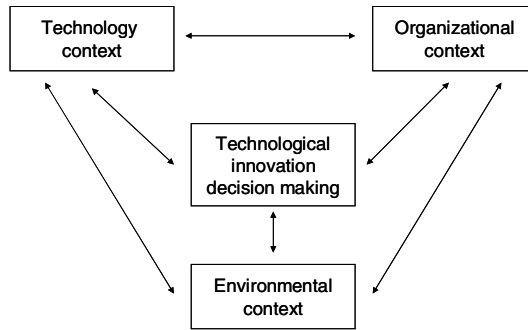 Technology
context
Organizational
context
Technological
innovation
decision making
Environmental
context